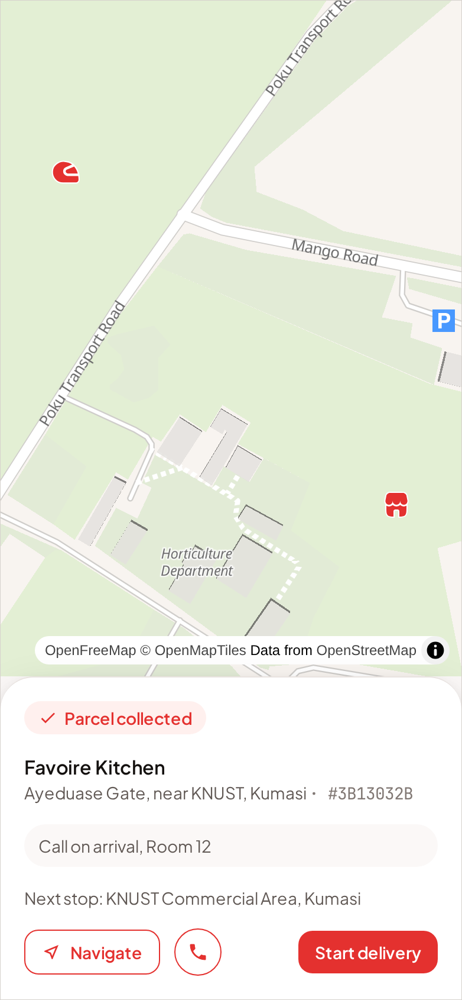 Poku Transport Ro
Mango Road
P
Poku Transport Road
Horticulture
Department
OpenFreeMap © OpenMapTiles Data from OpenStreetMap
Parcel collected
Favoire Kitchen
Ayeduase Gate, near KNUST, Kumasi • #3B13032B
Call on arrival, Room 12
Next stop: KNUST Commercial Area, Kumasi
Navigate
Start delivery